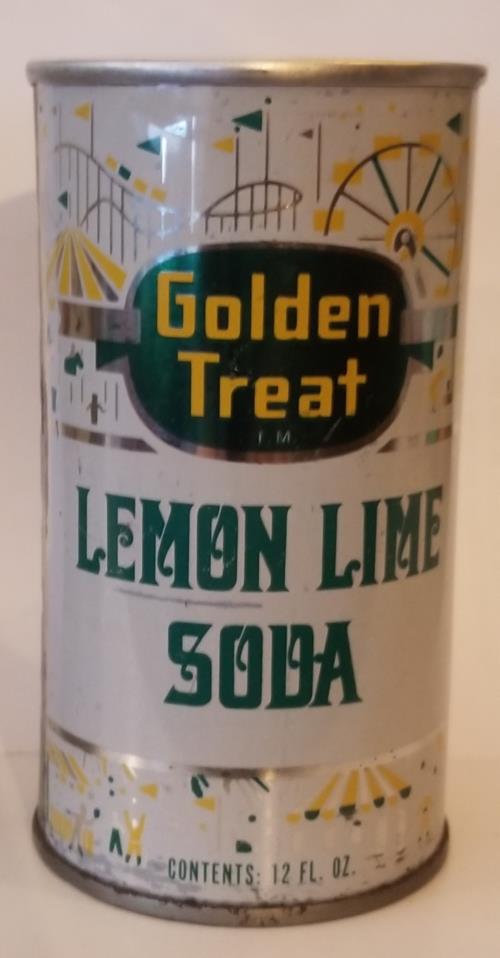 Golden
Treat
T.M.
LEMON LIME
SODA
CONTENTS: 12 FL. OZ.